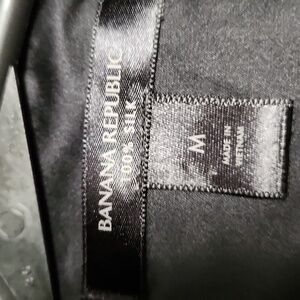 BANANA REPUBLIC
100% SILK
M
MADE IN
VIETNAM